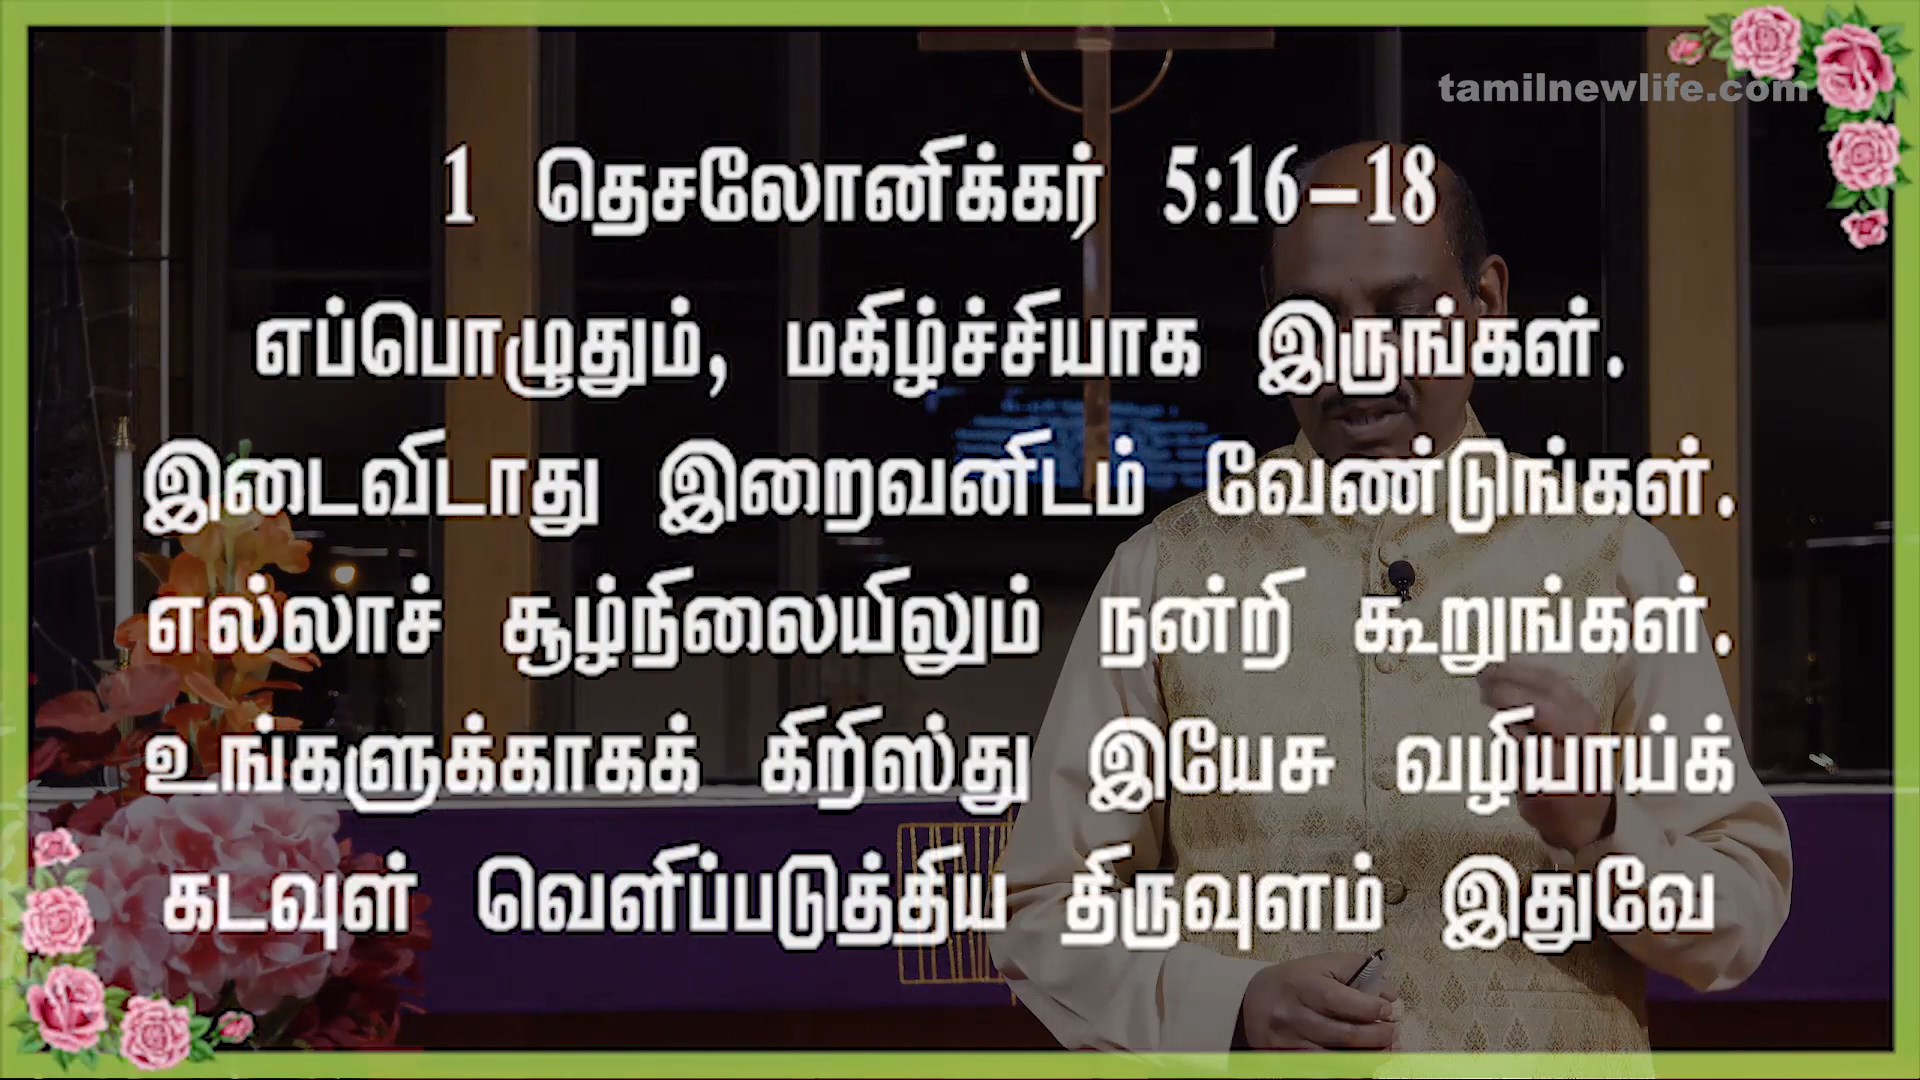 tamilnewlife.com
1 தெசலோனிக்கர் 5:16-18
எப்பொழுதும், மகிழ்ச்சியாக இருங்கள்.
இடைவிடாது இறைவனிடம் வேண்டுங்கள்.
எல்லாச் சூழ்நிலையிலும் நன்றி கூறுங்கள்.
உங்களுக்காகக் கிறிஸ்து இயேசு வழியாய்க்
கடவுள் வெளிப்படுத்திய திருவுளம் இதுவே